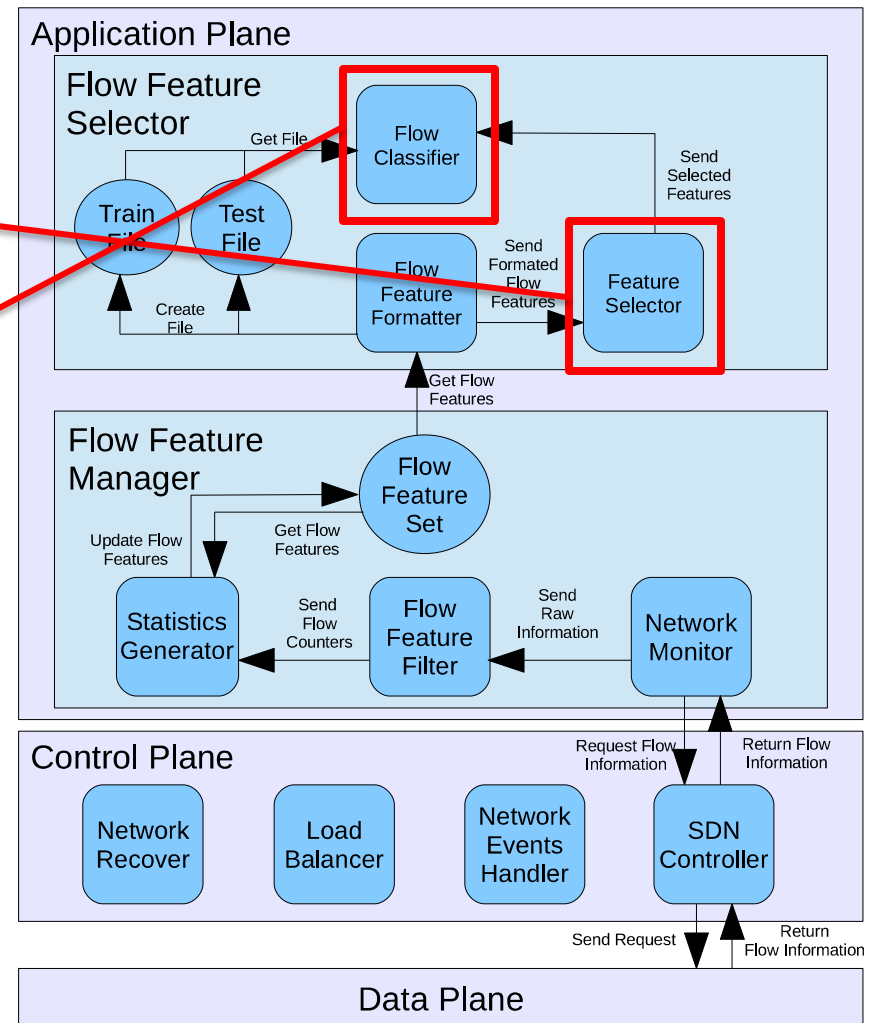 Application Plane
Flow Feature
Selector
Flow
Classifier
Get File
Send
Selected
Features
Train
File
Test
File
Flow
Feature
Formatter
Send
Formated
Flow
Features
Feature
Selector
Create
File
Get Flow
Features
Flow Feature
Manager
Flow
Feature
Set
Update Flow
Features
Get Flow
Features
Statistics
Generator
Send
Flow
Counters
Flow
Feature
Filter
Send
Raw
Information
Network
Monitor
Request Flow
Information
Return Flow
Information
Control Plane
Network
Recover
Load
Balancer
Network
Events
Handler
SDN
Controller
Send Request
Return
Flow Information
Data Plane